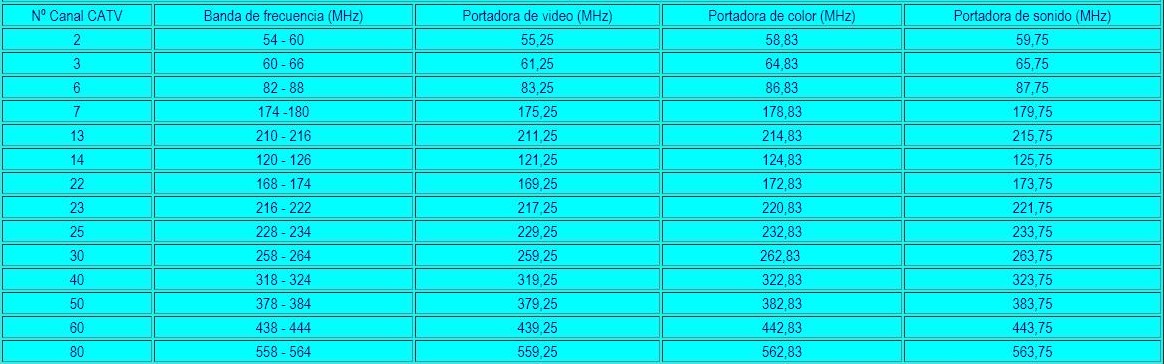 Nº Canal CATV Banda de frecuencia (MHz) Portadora de video (MHz) Portadora de color (MHz) Portadora de sonido (MHz)
2 54 - 60 55,25 58,83 59,75
3 60 - 66 61,25 64,83 65,75
6 82 - 88 83,25 86,83 87,75
7 174 -180 175,25 178,83 179,75
13 210 - 216 211,25 214,83 215,75
14 120 - 126 121,25 124,83 125,75
22 168 - 174 169,25 172,83 173,75
23 216 - 222 217,25 220,83 221,75
25 228 - 234 229,25 232,83 233,75
30 258 - 264 259,25 262,83 263,75
40 318 - 324 319,25 322,83 323,75
50 378 - 384 379,25 382,83 383,75
60 438 - 444 439,25 442,83 443,75
80 558 - 564 559,25 562,83 563,75